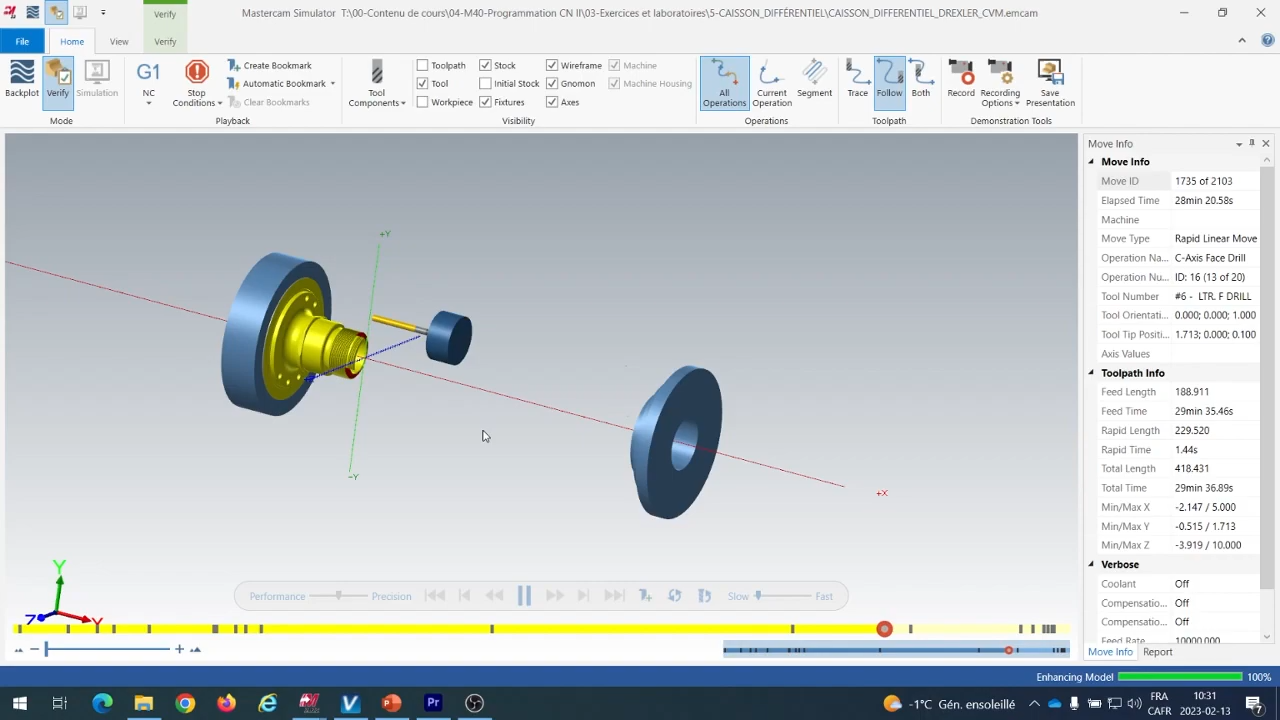 Verify
Mastercam Simulator T:\00-Contenu de cours\04-M40-Programmation CN II\03-Exercices et laboratoires\5-CAISSON_DIFFÉRENTIEL\CAISSON_DIFFERENTIEL_DREXLER_CVM.emcam
File Home View Verify
Backplot Verify Simulation
Mode
G1
NC
Stop Conditions
Create Bookmark
Automatic Bookmark
Clear Bookmarks
Playback
Tool Components
Toolpath Stock Wireframe Machine
Tool Initial Stock Gnomon Machine Housing
Workpiece Fixtures Axes
Visibility
All Operations Current Operation Segment
Operations
Trace Follow Both
Toolpath
Record Recording Options Save Presentation
Demonstration Tools
+Y
-Y
+X
Y
Performance Precision
Slow Fast
Move Info
Move Info
Move ID 1735 of 2103
Elapsed Time 28min 20.58s
Machine
Move Type Rapid Linear Move
Operation Na... C-Axis Face Drill
Operation Nu... ID: 16 (13 of 20)
Tool Number #6 - LTR. F DRILL
Tool Orientati... 0.000; 0.000; 1.000
Tool Tip Positi... 1.713; 0.000; 0.100
Axis Values
Toolpath Info
Feed Length 188.911
Feed Time 29min 35.46s
Rapid Length 229.520
Rapid Time 1.44s
Total Length 418.431
Total Time 29min 36.89s
Min/Max X -2.147 / 5.000
Min/Max Y -0.515 / 1.713
Min/Max Z -3.919 / 10.000
Verbose
Coolant Off
Compensatio... Off
Compensatio... Off
Feed Rate 10000.000
Move Info Report
Enhancing Model 100%
-1°C Gén. ensoleillé
FRA
CAFR
10:31
2023-02-13